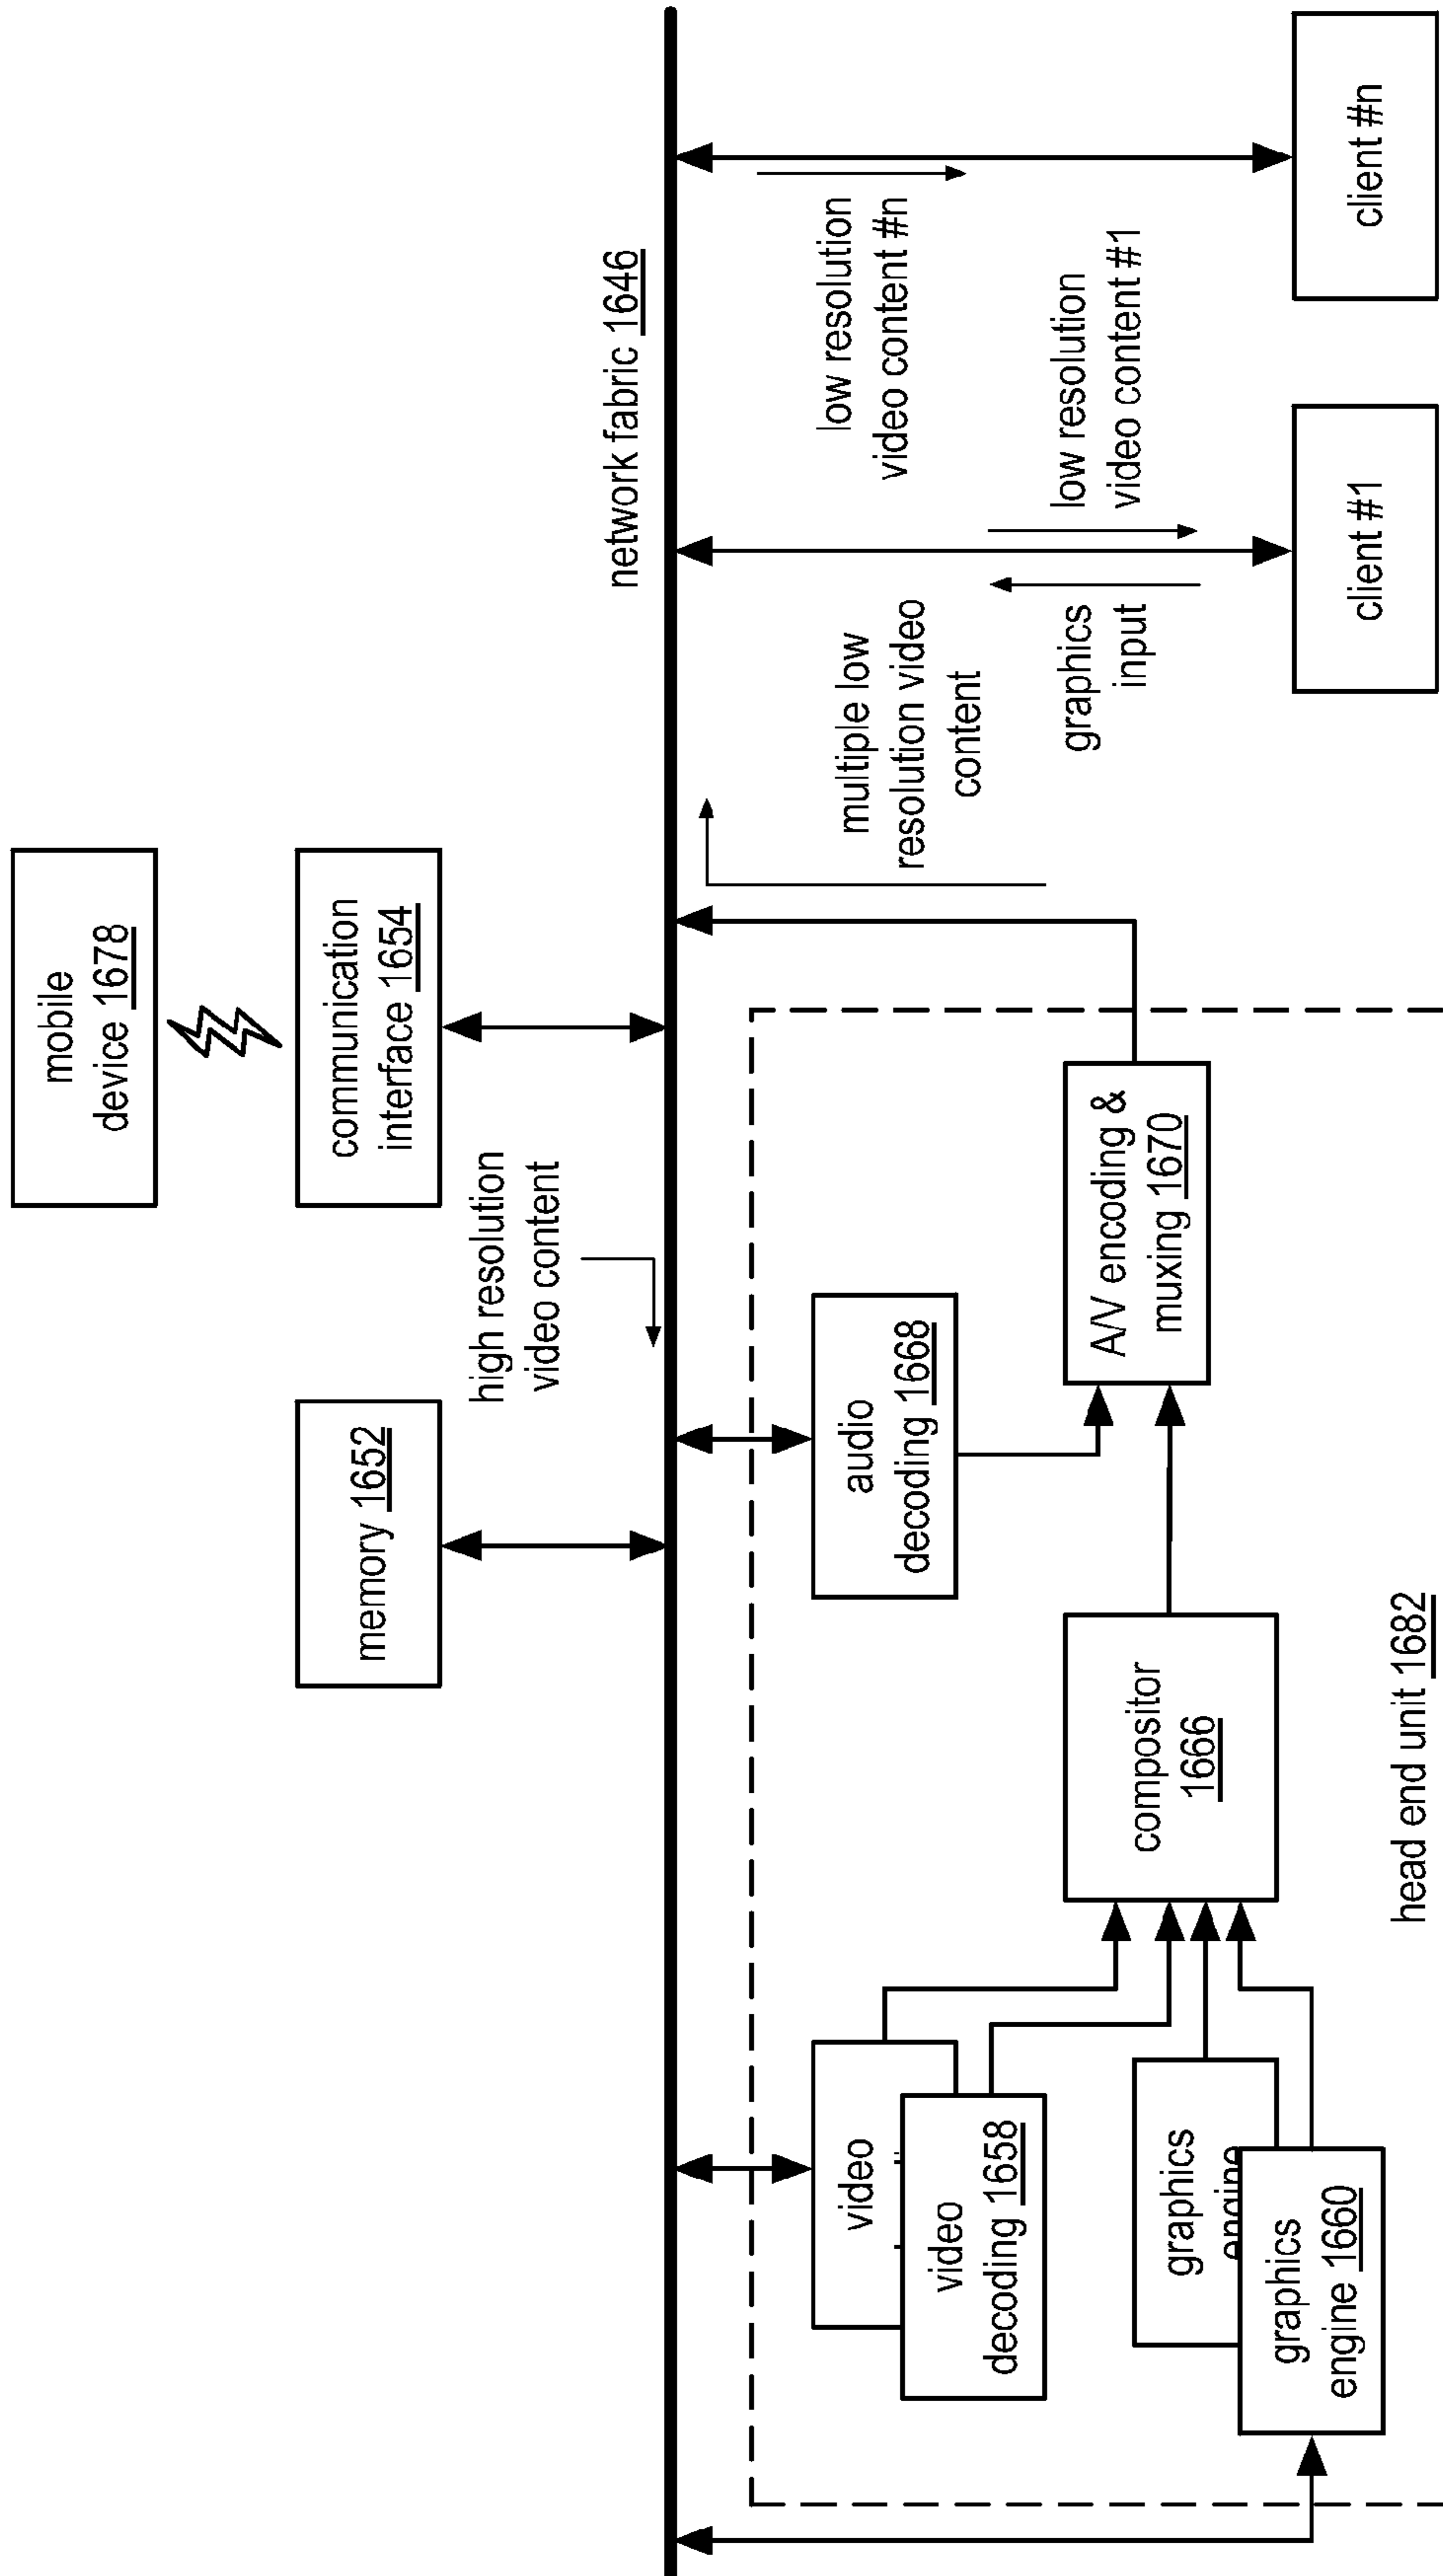 mobile
device 1678
memory 1652
communication
interface 1654
high resolution
video content
network fabric 1646
video
video
decoding 1658
audio
decoding 1668
multiple low
resolution video
content
low resolution
video content #n
graphics
engine
graphics
engine 1660
compositor
1666
A/V encoding &
muxing 1670
graphics
input
low resolution
video content #1
head end unit 1682
client #1
client #n